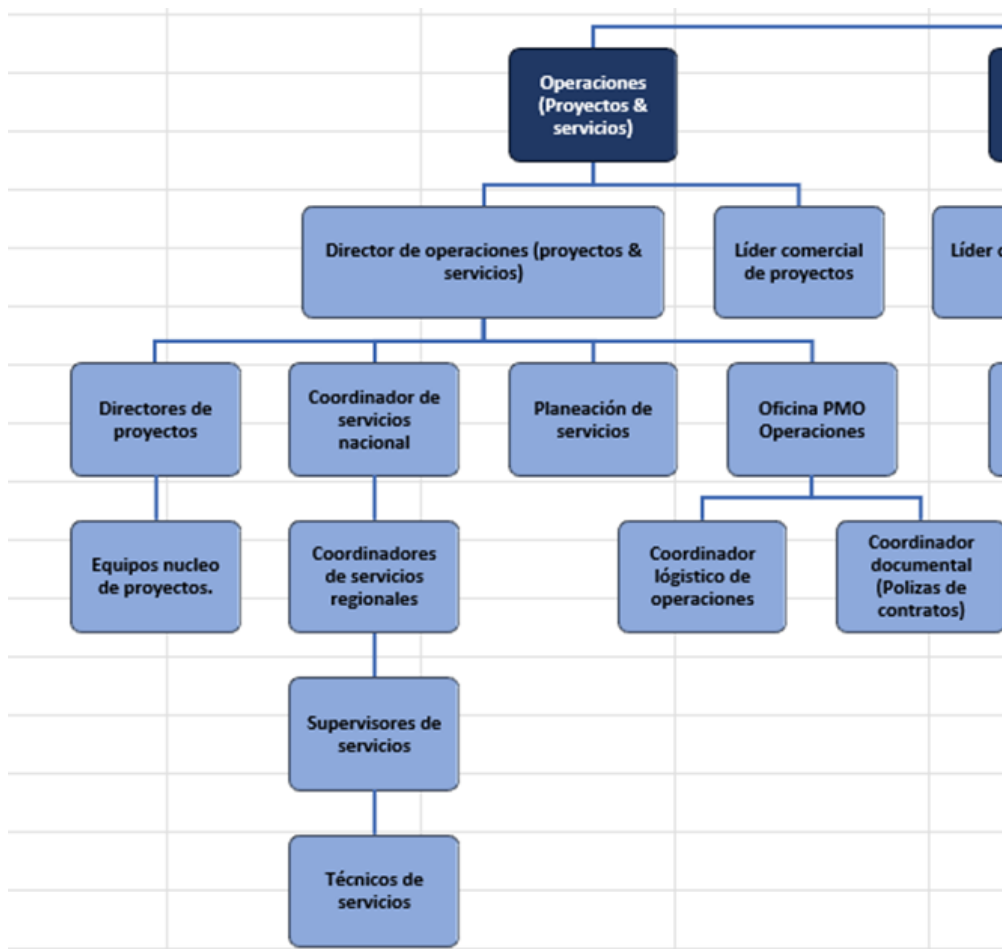 Operaciones
(Proyectos &
servicios)
Director de operaciones (proyectos &
servicios)
Líder comercial
de proyectos
Líder
Directores de
proyectos
Coordinador de
servicios
nacional
Planeación de
servicios
Oficina PMO
Operaciones
Equipos nucleo
de proyectos.
Coordinadores
de servicios
regionales
Coordinador
lógistico de
operaciones
Coordinador
documental
(Polizas de
contratos)
Supervisores de
servicios
Técnicos de
servicios